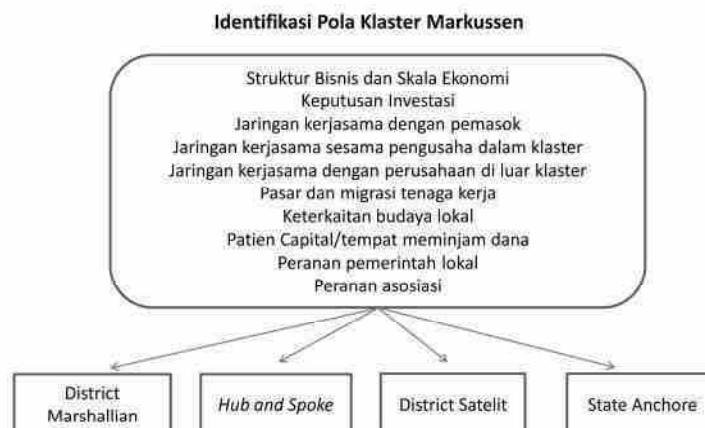 Identifikasi Pola Klaster Markussen
Struktur Bisnis dan Skala Ekonomi
Keputusan Investasi
Jaringan kerjasama dengan pemasok
Jaringan kerjasama sesama pengusaha dalam klaster
Jaringan kerjasama dengan perusahaan di luar klaster
Pasar dan migrasi tenaga kerja
Keterkaitan budaya lokal
Patien Capital/tempat meminjam dana
Peranan pemerintah lokal
Peranan asosiasi
District
Marshallian
Hub and Spoke
District Satelit
State Anchore